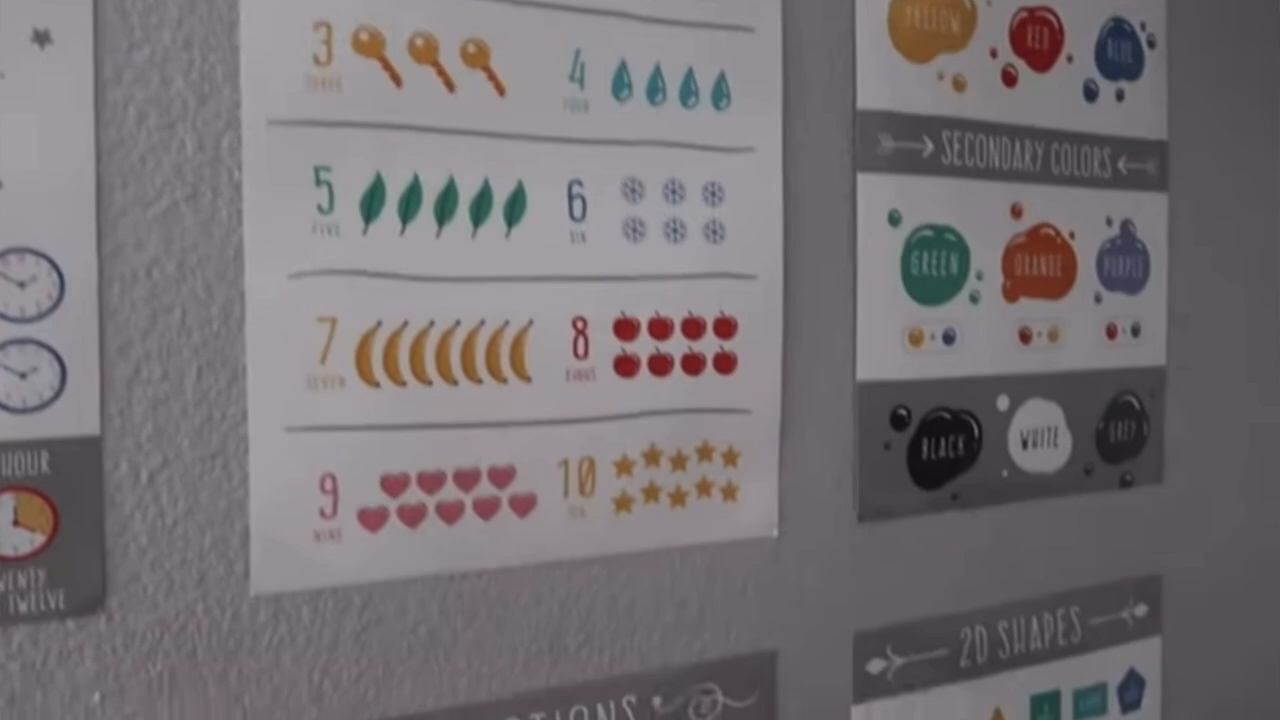 3
4
FOUR
5
FIVE
6
SIX
7
SEVEN
8
EIGHT
9
NINE
10
TEN
HOUR
TWELVE
YELLOW
RED
BLUE
SECONDARY COLORS
GREEN
ORANGE
PURPLE
BLACK
WHITE
GREY
2D SHAPES